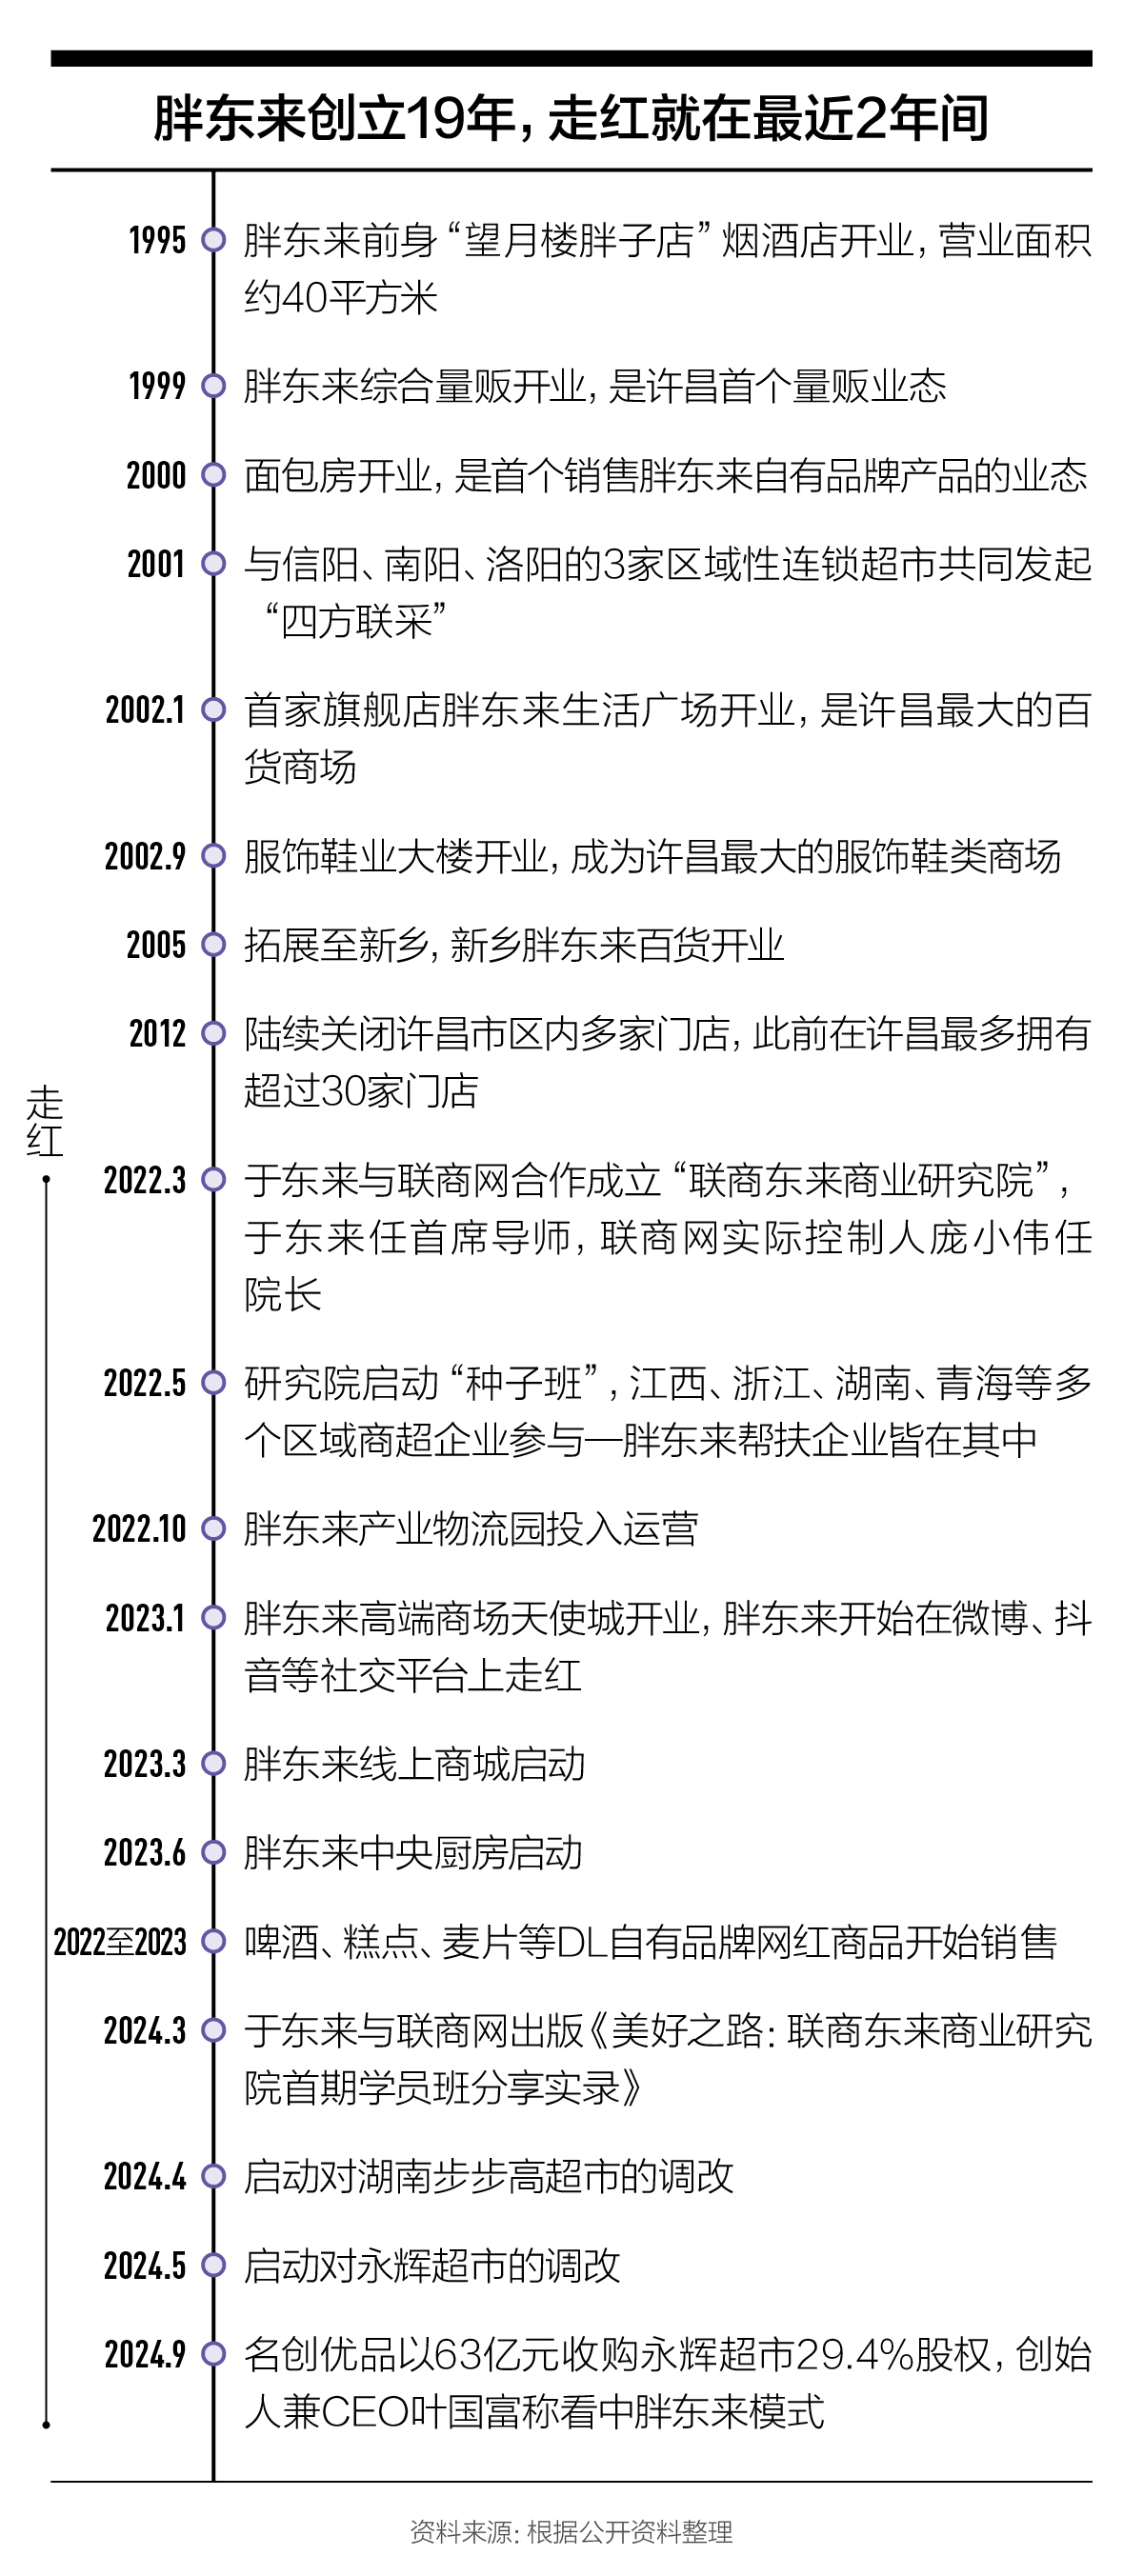 胖东来创立19年，走红就在最近2年间
1995 胖东来前身“望月楼胖子店”烟酒店开业，营业面积
约40平方米
1999 胖东来综合量贩开业，是许昌首个量贩业态
2000 面包房开业，是首个销售胖东来自有品牌产品的业态
2001 与信阳、南阳、洛阳的3家区域性连锁超市共同发起
“四方联采”
2002.1 首家旗舰店胖东来生活广场开业，是许昌最大的百
货商场
2002.9 服饰鞋业大楼开业，成为许昌最大的服饰鞋类商场
2005 拓展至新乡，新乡胖东来百货开业
2012 陆续关闭许昌市区内多家门店，此前在许昌最多拥有
超过30家门店
走红
2022.3 于东来与联商网合作成立“联商东来商业研究院”，
于东来任首席导师，联商网实际控制人庞小伟任
院长
2022.5 研究院启动“种子班”，江西、浙江、湖南、青海等多
个区域商超企业参与—胖东来帮扶企业皆在其中
2022.10 胖东来产业物流园投入运营
2023.1 胖东来高端商场天使城开业，胖东来开始在微博、抖
音等社交平台上走红
2023.3 胖东来线上商城启动
2023.6 胖东来中央厨房启动
2022至2023 啤酒、糕点、麦片等DL自有品牌网红商品开始销售
2024.3 于东来与联商网出版《美好之路：联商东来商业研究
院首期学员班分享实录》
2024.4 启动对湖南步步高超市的调改
2024.5 启动对永辉超市的调改
2024.9 名创优品以63亿元收购永辉超市29.4%股权，创始
人兼CEO叶国富称看中胖东来模式
资料来源：根据公开资料整理